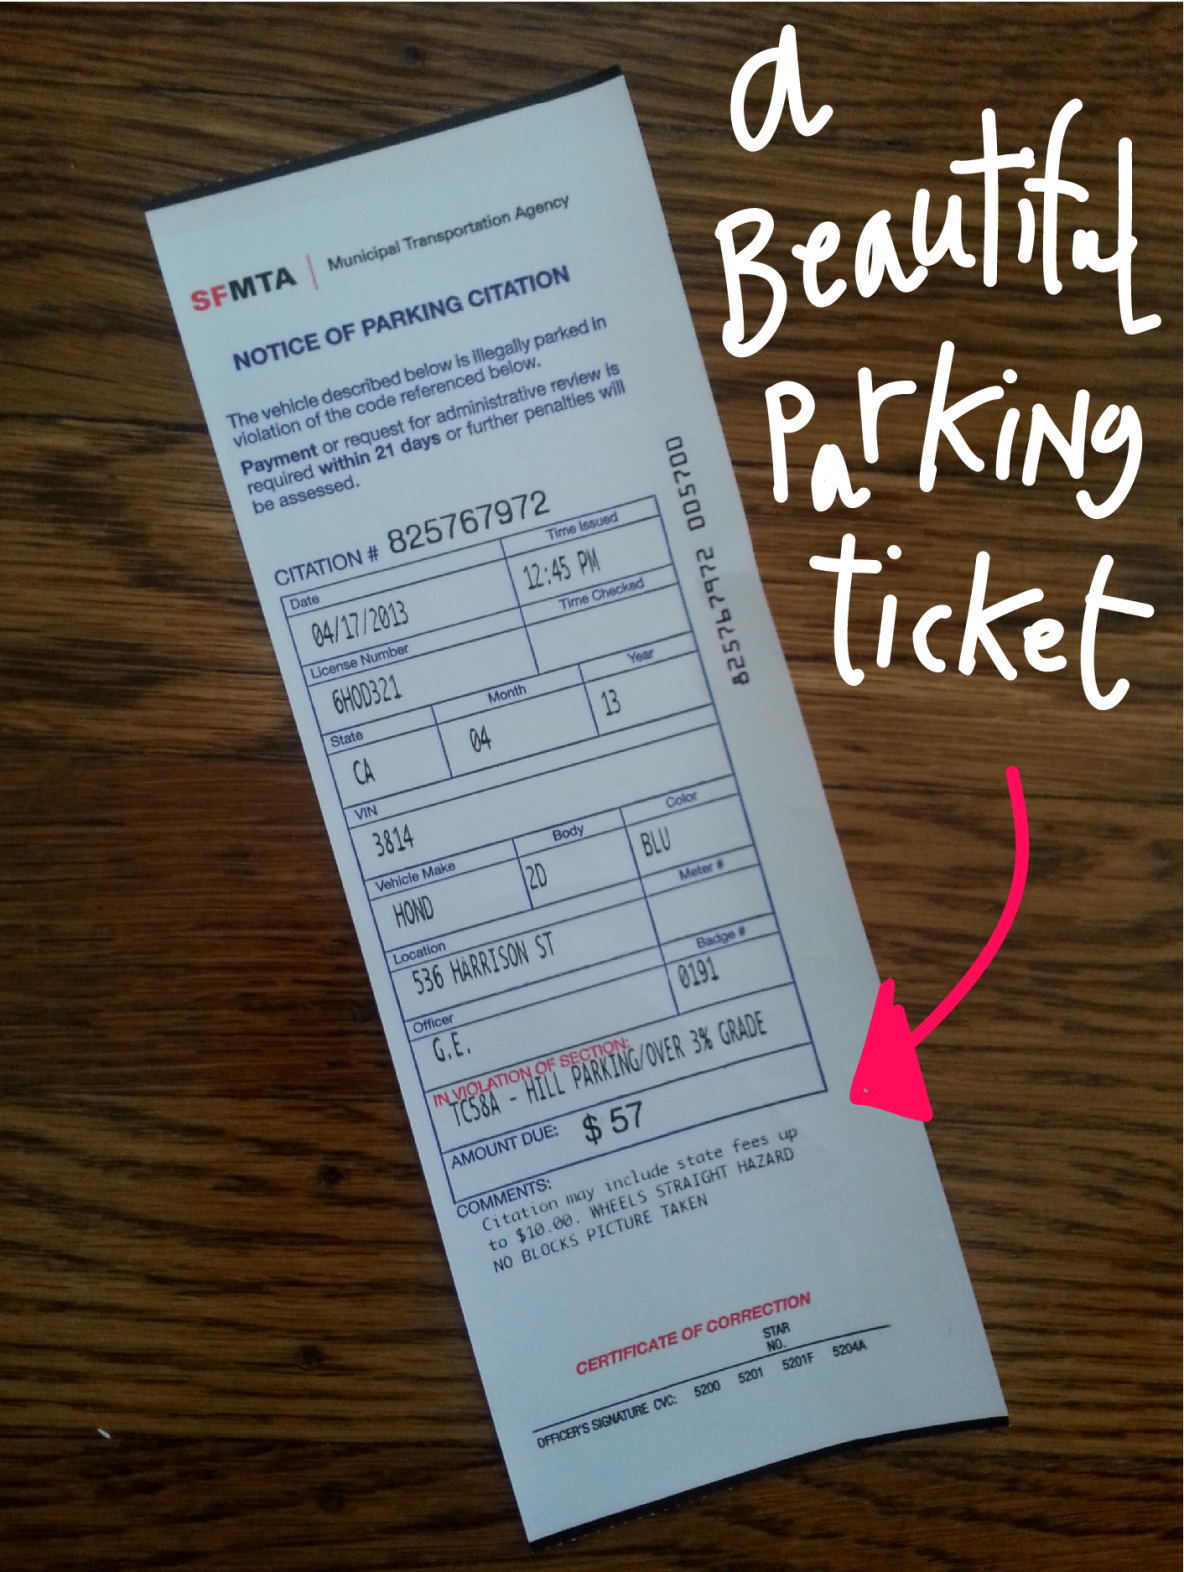 a
Beautiful
Parking
ticket
SFMTA | Municipal Transportation Agency
NOTICE OF PARKING CITATION
The vehicle described below is illegally parked in
violation of the code referenced below.
Payment or request for administrative review is
required within 21 days or further penalties will
be assessed.
CITATION # 825767972
Date Time Issued
04/17/2013 12:45 PM
License Number Time Checked
6HOD321
State Month Year
CA 04 13
VIN
3814
Vehicle Make Body Color
HOND 2D BLU
Location Meter #
536 HARRISON ST
Officer Badge #
G.E. 0191
IN VIOLATION OF SECTION:
TC58A - HILL PARKING/OVER 3% GRADE
AMOUNT DUE: $ 57
COMMENTS:
Citation may include state fees up
to $10.00. WHEELS STRAIGHT HAZARD
NO BLOCKS PICTURE TAKEN
CERTIFICATE OF CORRECTION
STAR
NO.
OFFICER'S SIGNATURE CVC: 5200 5201 5201F 5204A
825767972 005700